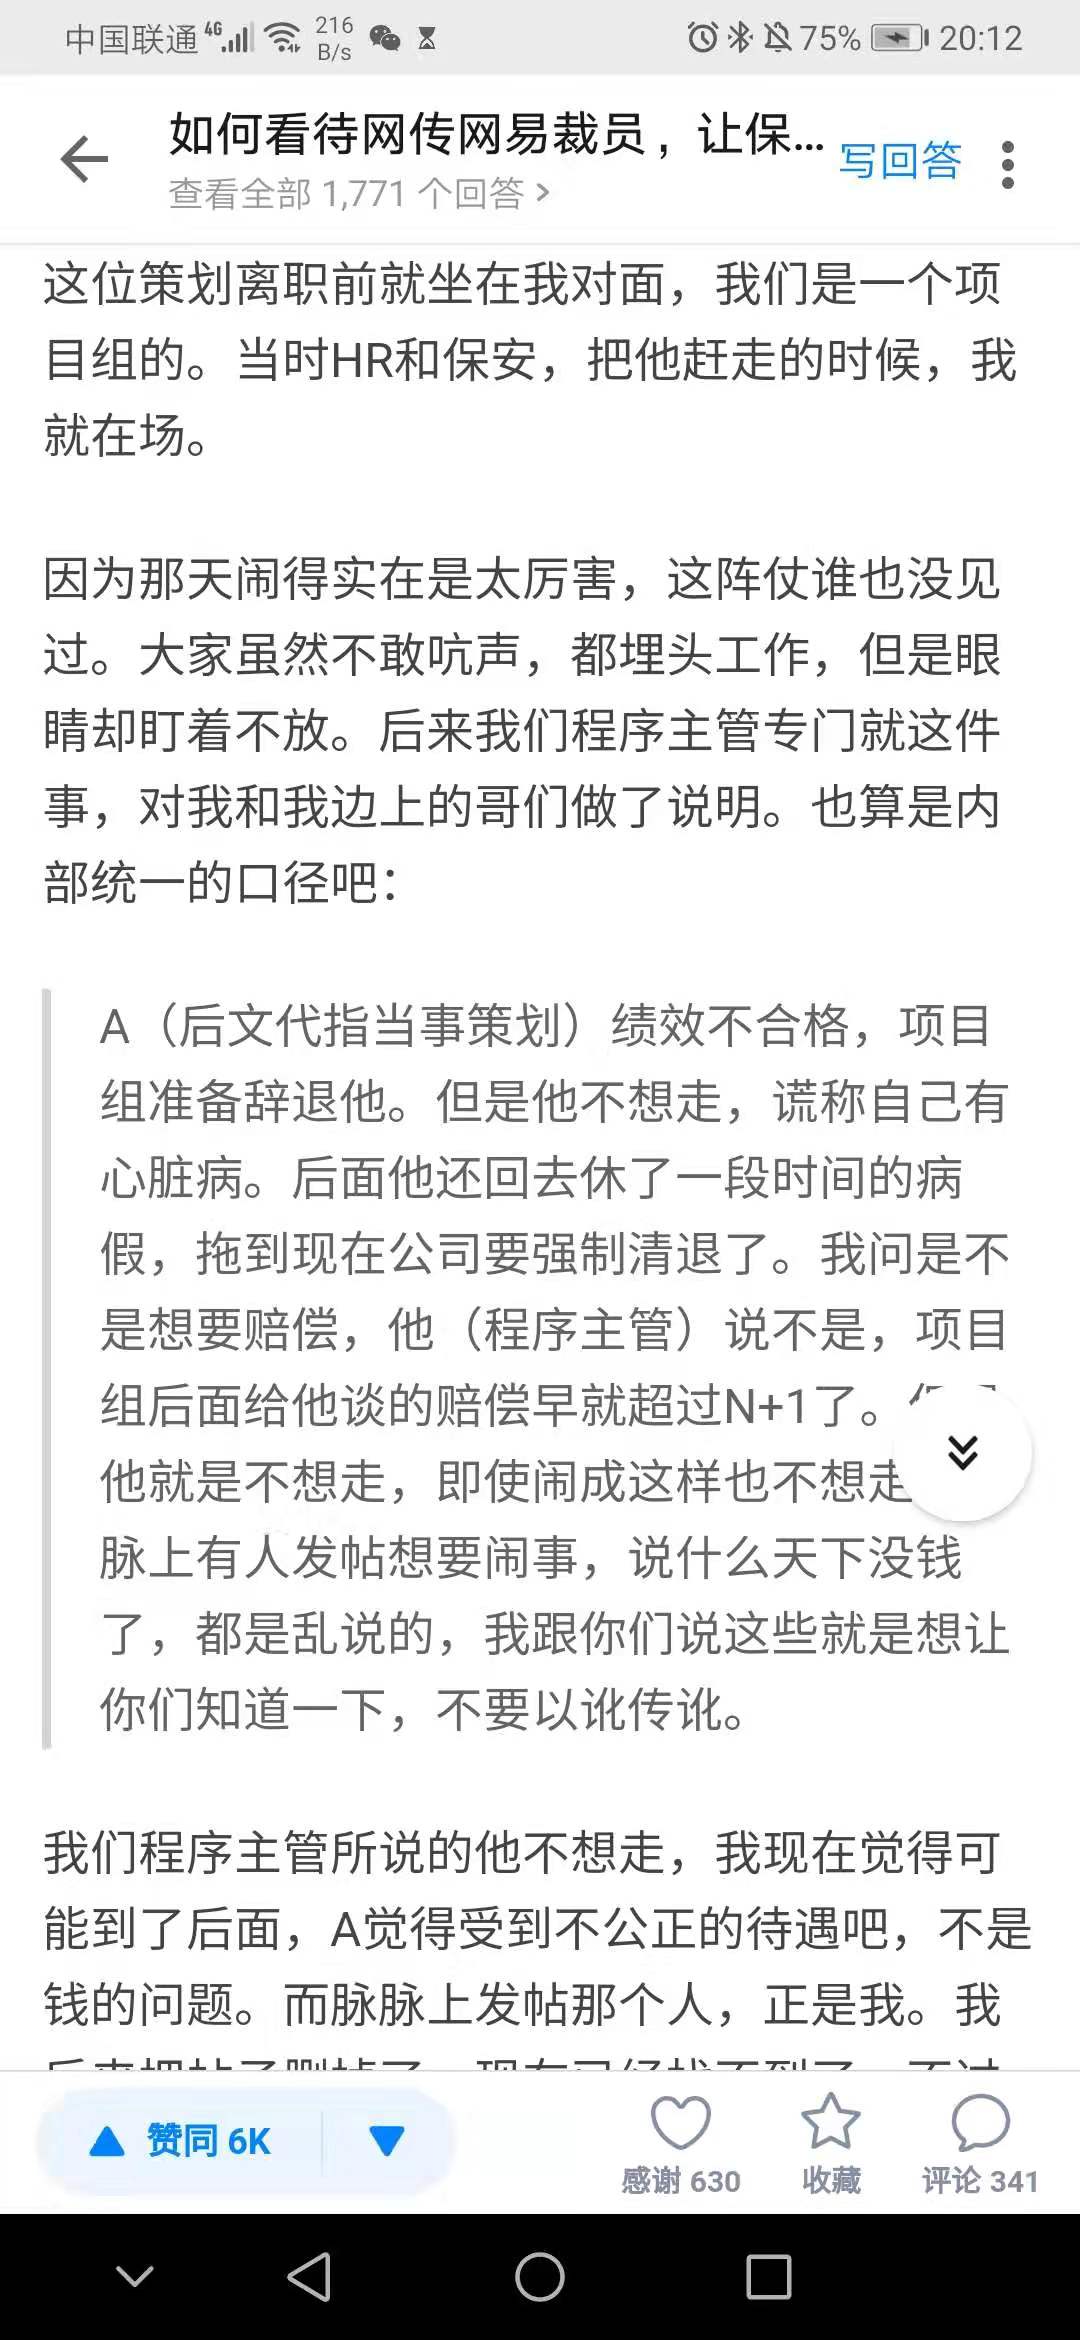 中国联通 4G 216 B/s 75% 20:12
如何看待网传网易裁员，让保...
写回答
查看全部 1,771 个回答 >
这位策划离职前就坐在我对面，我们是一个项
目组的。当时HR和保安，把他赶走的时候，我
就在场。
因为那天闹得实在是太厉害，这阵仗谁也没见
过。大家虽然不敢吭声，都埋头工作，但是眼
睛却盯着不放。后来我们程序主管专门就这件
事，对我和我边上的哥们做了说明。也算是内
部统一的口径吧：
A（后文代指当事策划）绩效不合格，项目
组准备辞退他。但是他不想走，谎称自己有
心脏病。后面他还回去休了一段时间的病
假，拖到现在公司要强制清退了。我问是不
是想要赔偿，他（程序主管）说不是，项目
组后面给他谈的赔偿早就超过N+1了。
他就是不想走，即使闹成这样也不想走
脉上有人发帖想要闹事，说什么天下没钱
了，都是乱说的，我跟你们说这些就是想让
你们知道一下，不要以讹传讹。
我们程序主管所说的他不想走，我现在觉得可
能到了后面，A觉得受到不公正的待遇吧，不是
钱的问题。而脉脉上发帖那个人，正是我。我
赞同 6K
感谢 630
收藏
评论 341